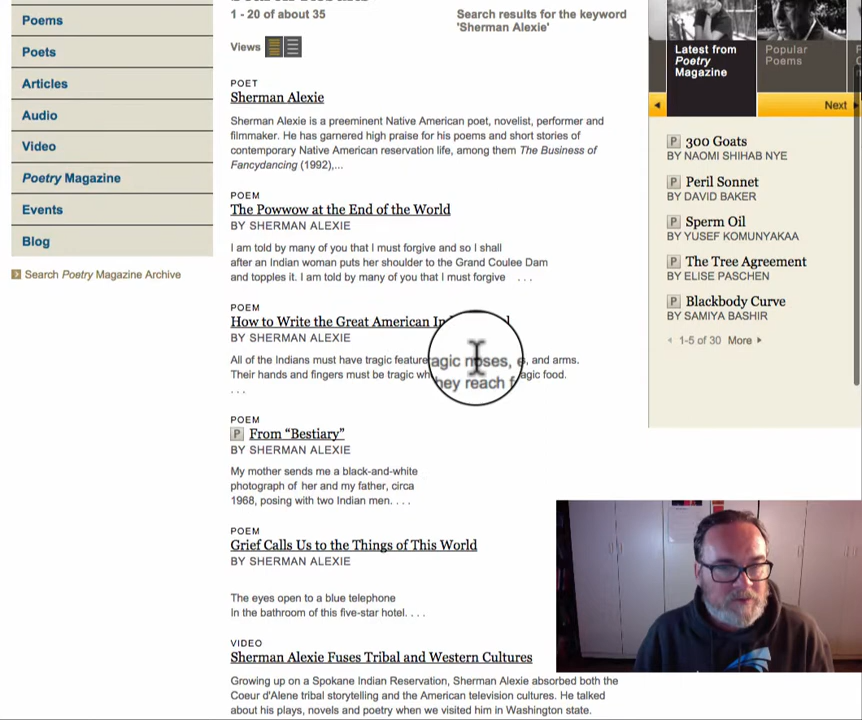 Poems
Poets
Articles
Audio
Video
Poetry Magazine
Events
Blog
Search Poetry Magazine Archive
1 - 20 of about 35
Search results for the keyword
'Sherman Alexie'
Views
POET
Sherman Alexie
Sherman Alexie is a preeminent Native American poet, novelist, performer and
filmmaker. He has garnered high praise for his poems and short stories of
contemporary Native American reservation life, among them The Business of
Fancydancing (1992),...
POEM
The Powwow at the End of the World
BY SHERMAN ALEXIE
I am told by many of you that I must forgive and so I shall
after an Indian woman puts her shoulder to the Grand Coulee Dam
and topples it. I am told by many of you that I must forgive ...
POEM
How to Write the Great American
BY SHERMAN ALEXIE
All of the Indians must have tragic noses, and arms.
Their hands and fingers must be tragic they reach food.
...
POEM
P From “Bestiary”
BY SHERMAN ALEXIE
My mother sends me a black-and-white
photograph of her and my father, circa
1968, posing with two Indian men. ...
POEM
Grief Calls Us to the Things of This World
BY SHERMAN ALEXIE
The eyes open to a blue telephone
In the bathroom of this five-star hotel. ...
VIDEO
Sherman Alexie Fuses Tribal and Western Cultures
Growing up on a Spokane Indian Reservation, Sherman Alexie absorbed both the
Coeur d'Alene tribal storytelling and the American television cultures. He talked
about his plays, novels and poetry when we visited him in Washington state.
Latest from
Poetry
Magazine
Popular
Poems
Next
P 300 Goats
BY NAOMI SHIHAB NYE
P Peril Sonnet
BY DAVID BAKER
P Sperm Oil
BY YUSEF KOMUNYAKAA
P The Tree Agreement
BY ELISE PASCHEN
P Blackbody Curve
BY SAMIYA BASHIR
1-5 of 30 More